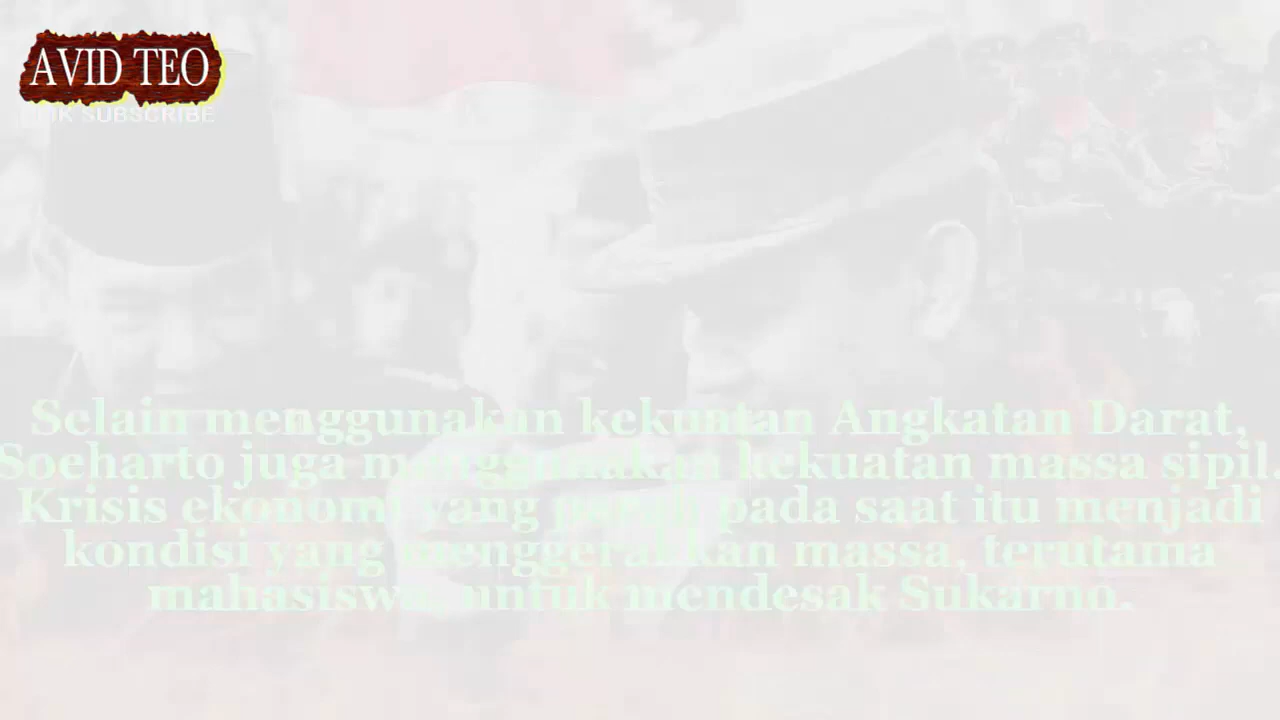 AVID TEO
IK SUBSCRIBE
Selain menggunakan kekuatan Angkatan Darat,
Soeharto juga menggunakan kekuatan massa sipil.
Krisis ekonomi yang parah pada saat itu menjadi
kondisi yang menggerakkan massa, terutama
mahasiswa, untuk mendesak Sukarno.